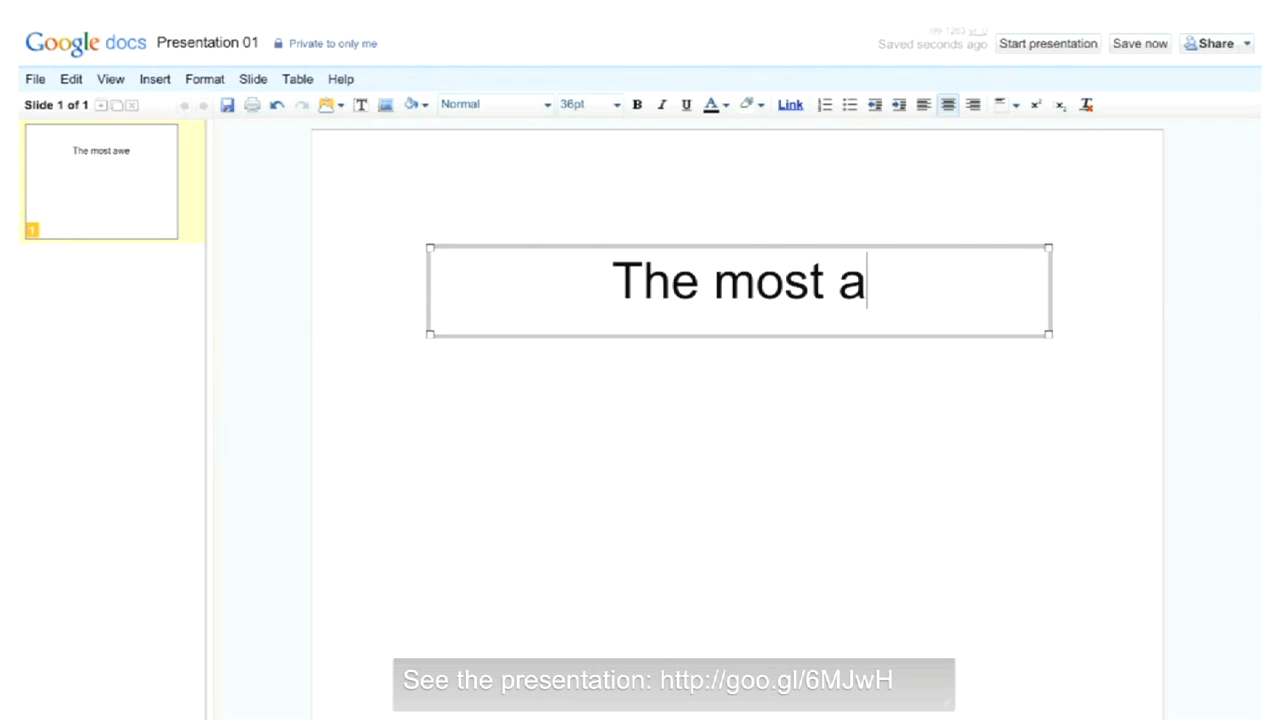 Google docs Presentation 01 Private to only me
Saved seconds ago Start presentation Save now Share
File Edit View Insert Format Slide Table Help
Slide 1 of 1 Normal 36pt B I U A Link
The most awe
1
The most a
See the presentation: http://goo.gl/6MJwH